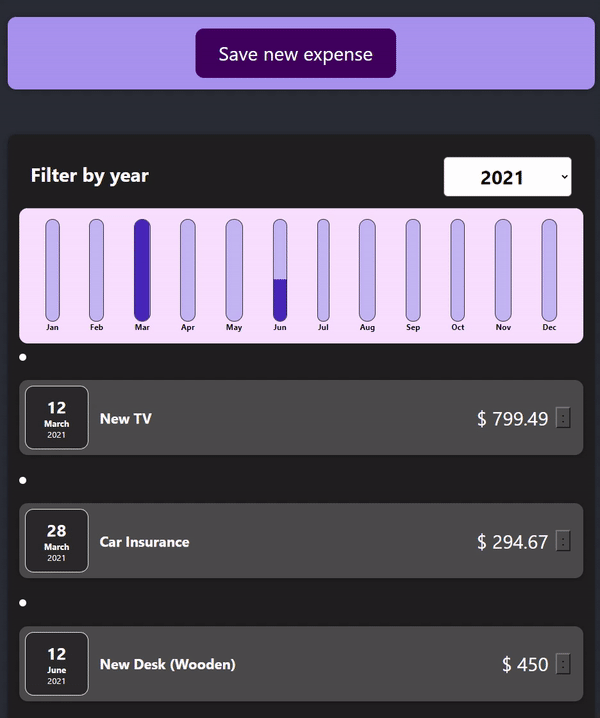 Save new expense
Filter by year
2021
Jan Feb Mar Apr May Jun Jul Aug Sep Oct Nov Dec
12
March
2021
New TV
$ 799.49 :
28
March
2021
Car Insurance
$ 294.67 :
12
June
2021
New Desk (Wooden)
$ 450 :